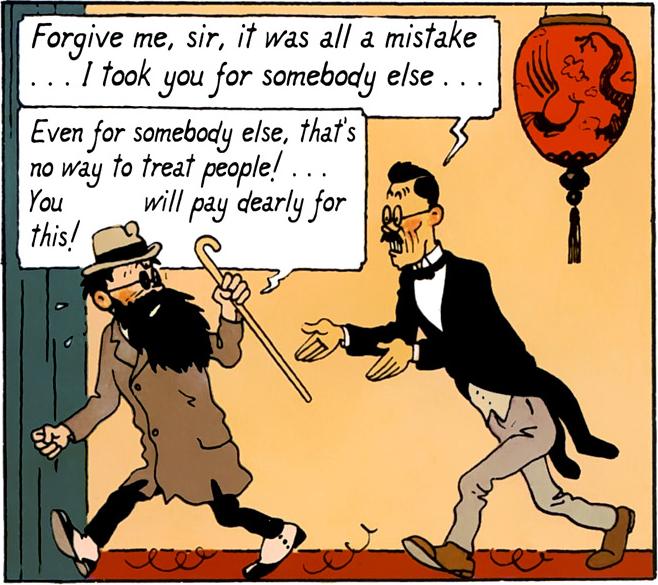 Forgive me, sir, it was all a mistake
... I took you for somebody else ...
Even for somebody else, that's
no way to treat people! ...
You will pay dearly for
this!